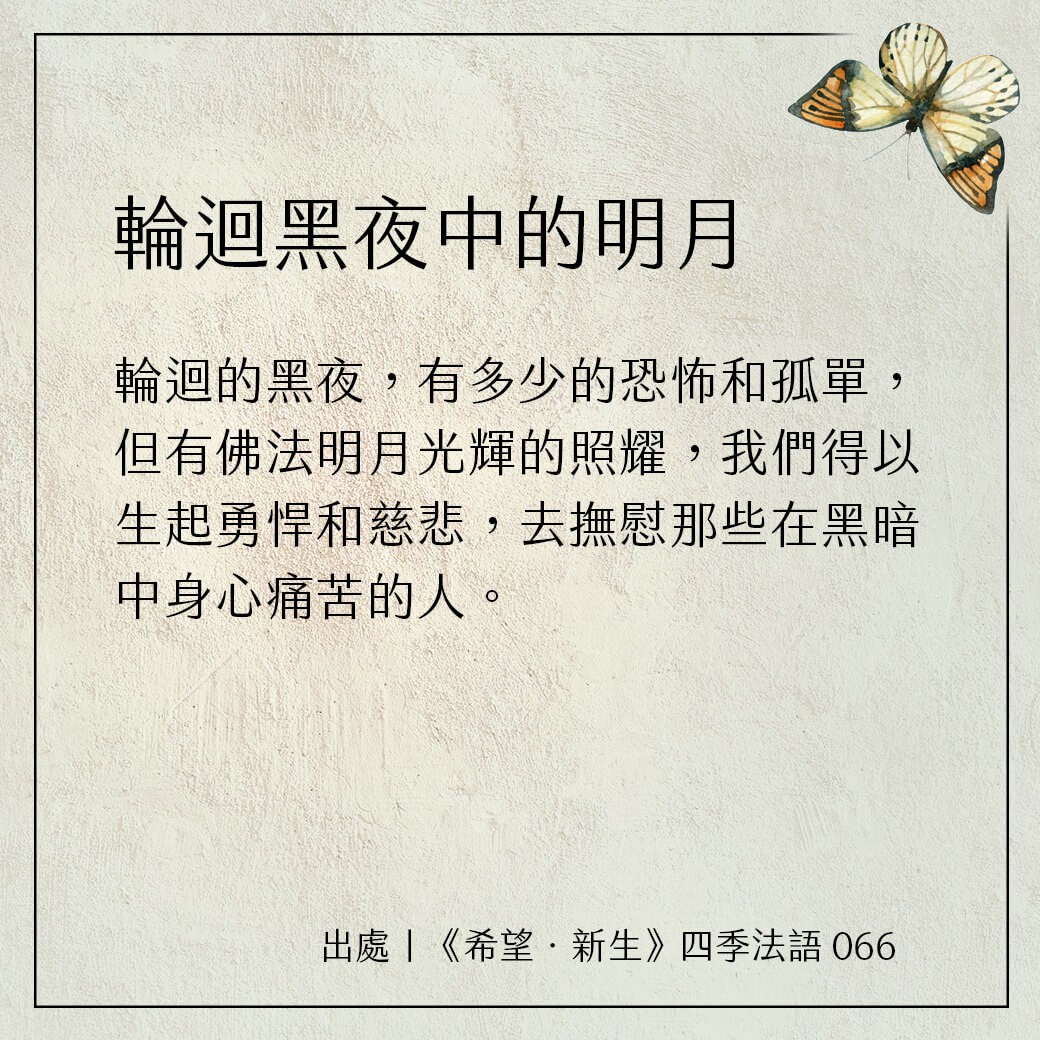 輪迴黑夜中的明月
輪迴的黑夜，有多少的恐怖和孤單，
但有佛法明月光輝的照耀，我們得以
生起勇悍和慈悲，去撫慰那些在黑暗
中身心痛苦的人。
出處｜《希望．新生》四季法語 066